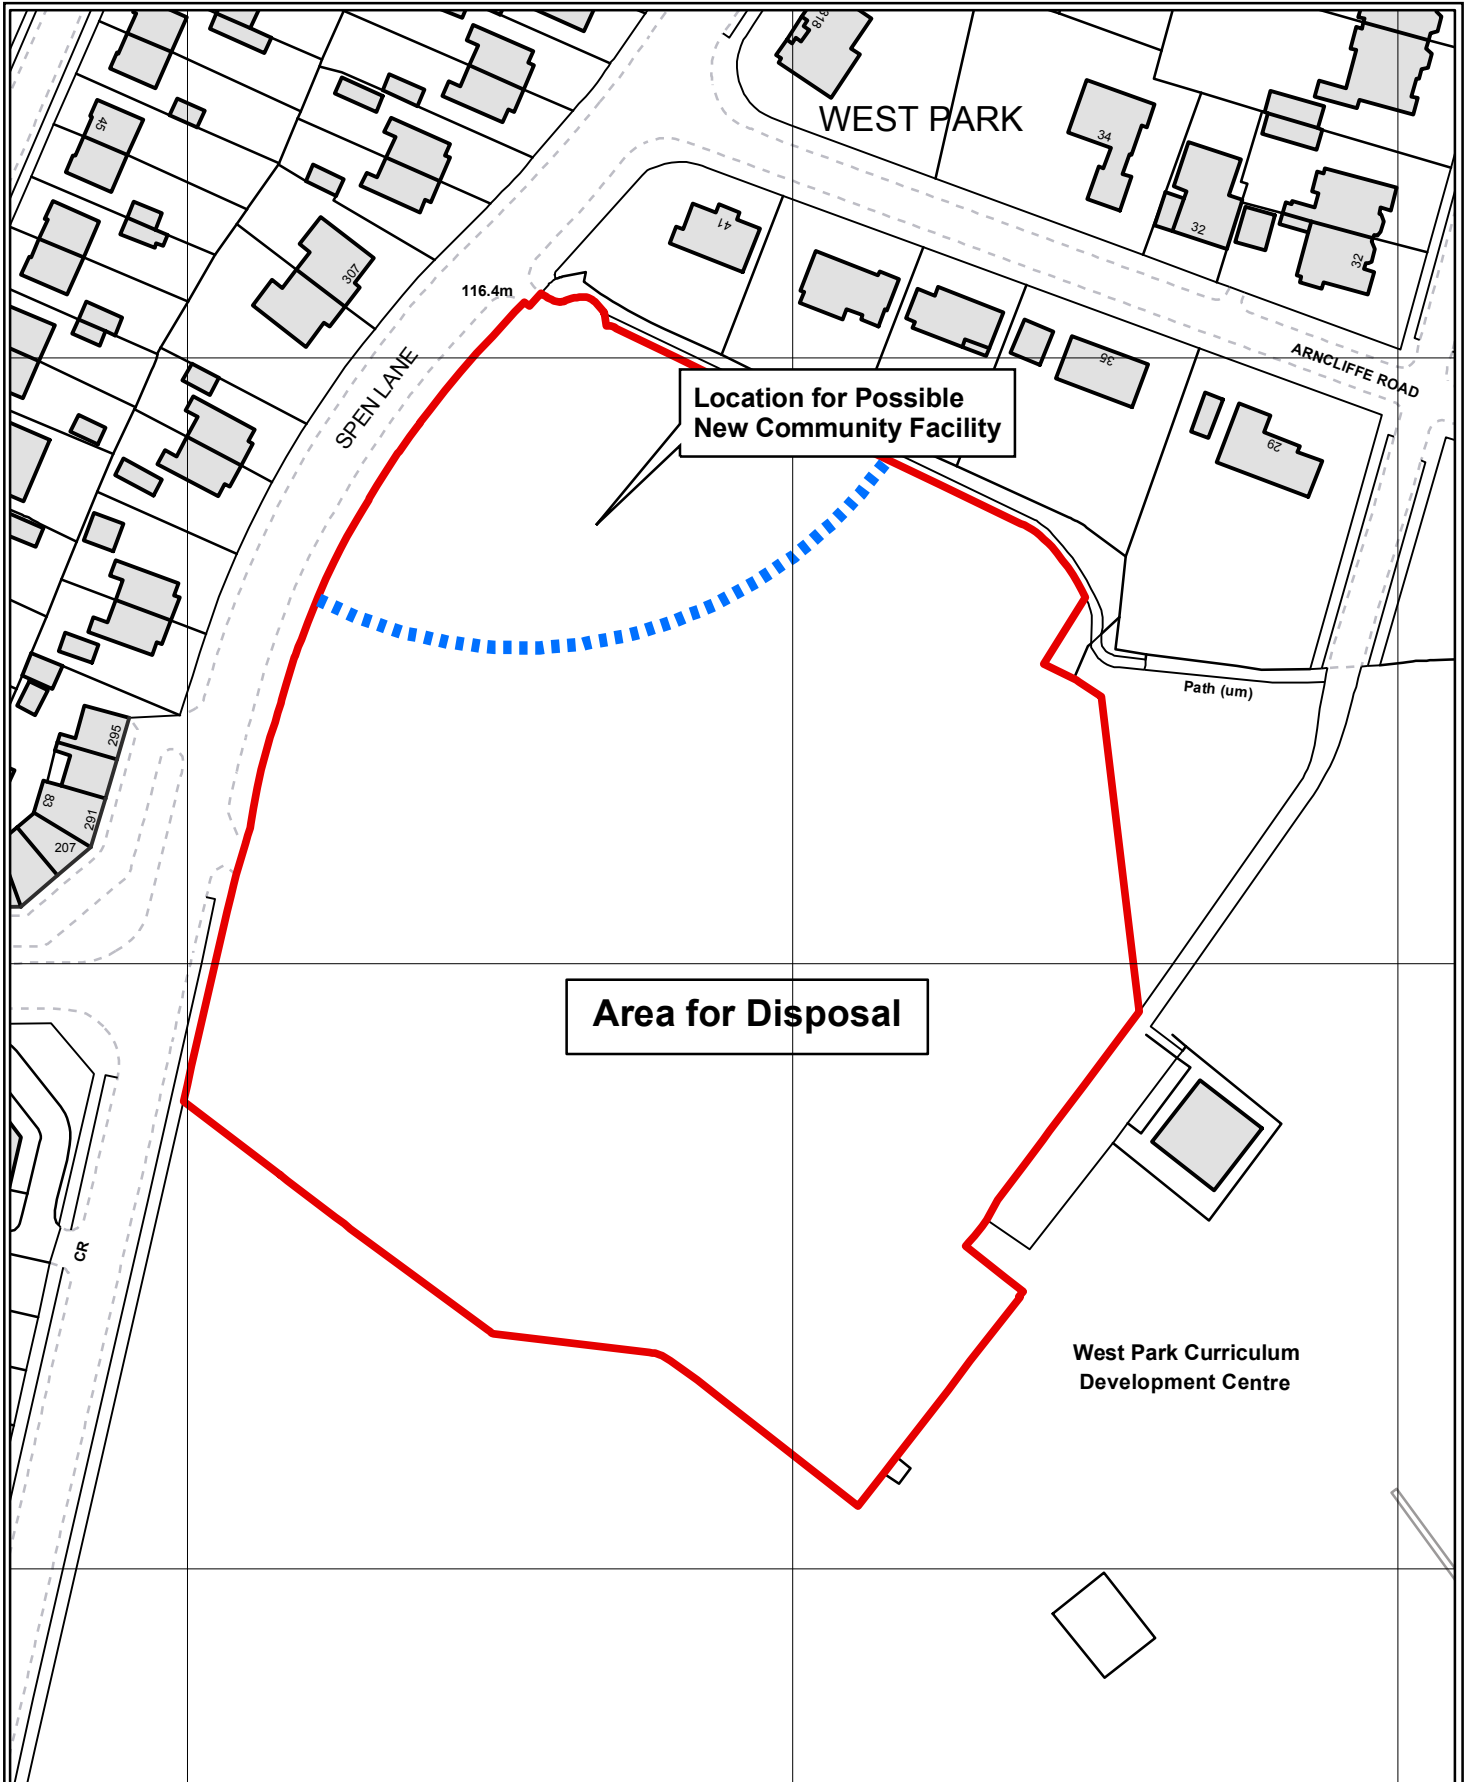 318
WEST PARK
45
34
32
41
32
307
116.4m
ARNCLIFFE ROAD
35
SPEN LANE
Location for Possible
New Community Facility
29
Path (um)
295
83
291
207
Area for Disposal
CR
West Park Curriculum
Development Centre